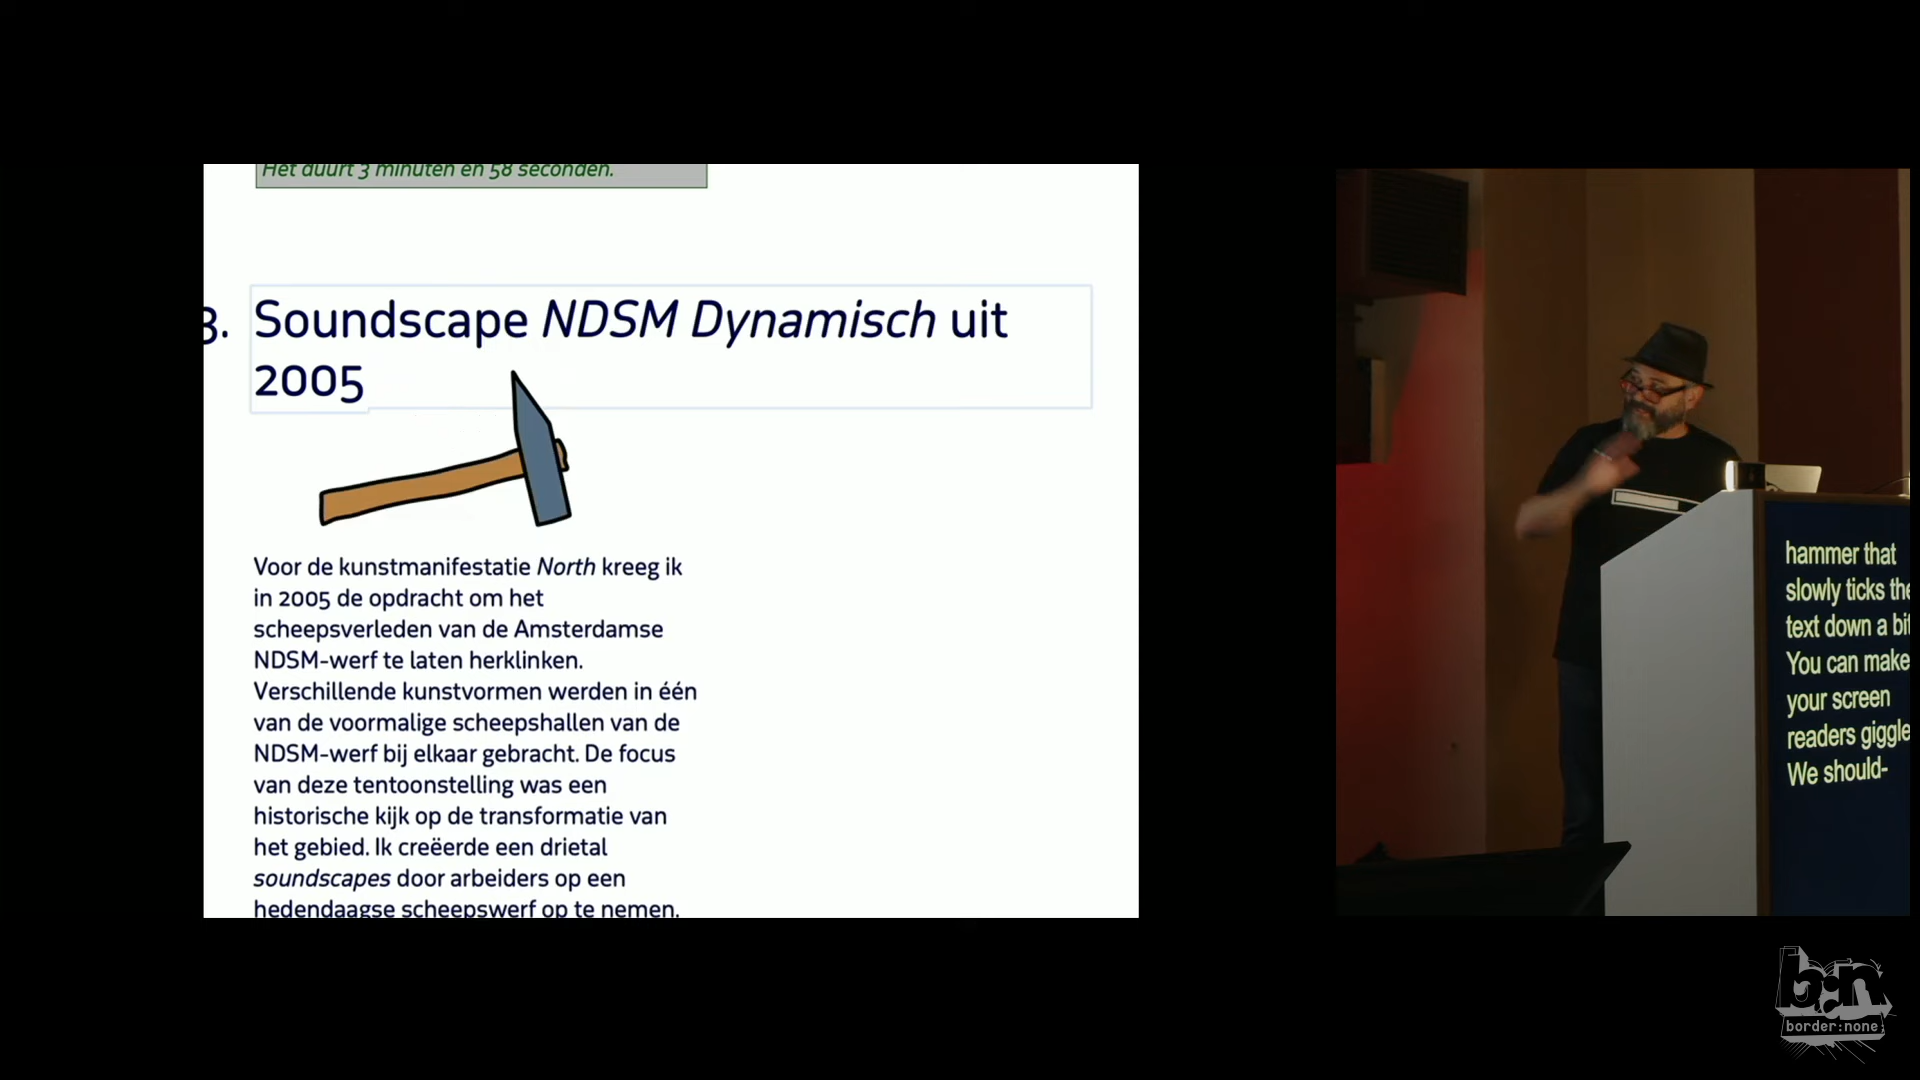 Het duurt 3 minuten en 58 seconden.
3. Soundscape NDSM Dynamisch uit
2005
Voor de kunstmanifestatie North kreeg ik
in 2005 de opdracht om het
scheepsverleden van de Amsterdamse
NDSM-werf te laten herklinken.
Verschillende kunstvormen werden in één
van de voormalige scheepshallen van de
NDSM-werf bij elkaar gebracht. De focus
van deze tentoonstelling was een
historische kijk op de transformatie van
het gebied. Ik creëerde een drietal
soundscapes door arbeiders op een
hedendaagse scheepswerf op te nemen.
hammer that
slowly ticks the
text down a bit
You can make
your screen
readers giggle
We should-
b:n
border:none